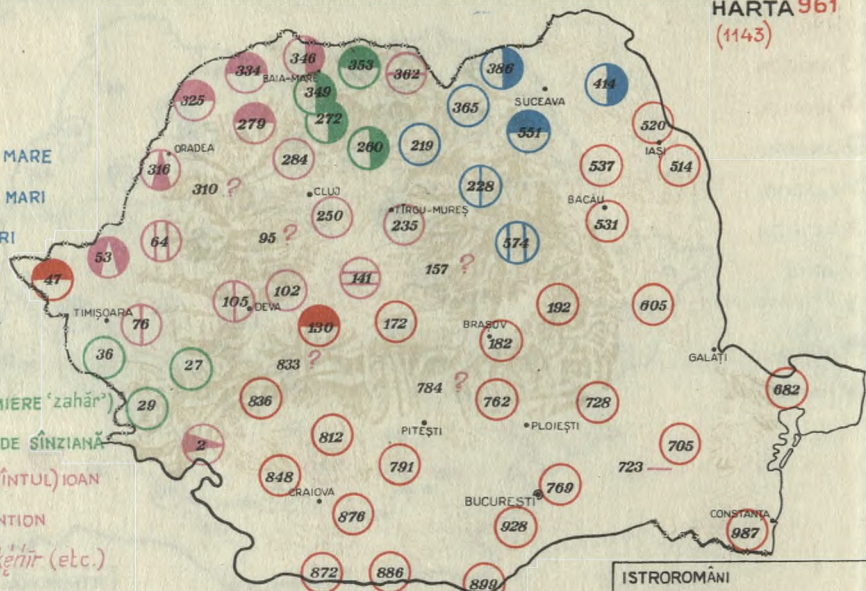 HARTA 961
(1143)
346
334
353
362
386
BAIA-MARE
414
349
325
365
SUCEAVA
272
279
551
520
219
IAȘI
260
MARE
ORADEA
284
537
514
316
310 ?
228
MARI
CLUJ
BACĂU
250
TÎRGU-MUREȘ
235
531
RI
95 ?
64
574
53
157 ?
47
141
105
102
DEVA
192
605
TIMIȘOARA
76
130
172
BRAȘOV
182
36
GALAȚI
27
833 ?
784 ?
682
MIERE 'zahăr')
29
836
762
728
PITEȘTI
PLOIEȘTI
DE SÎNZIANĂ
2
812
705
791
723 —
ÎNTUL) IOAN
848
769
CRAIOVA
BUCUREȘTI
876
CONSTANȚA
NTION
928
987
(etc.)
872
886
899
ISTROROMÂNI